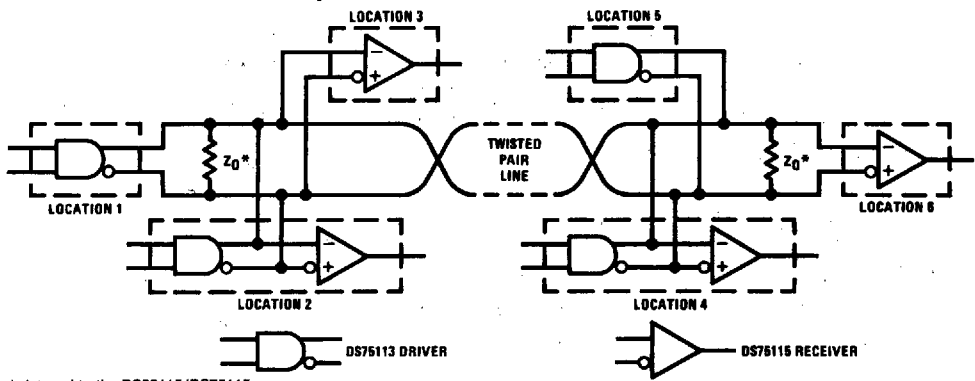 LOCATION 3
LOCATION 5
LOCATION 1
Z0*
TWISTED
PAIR
LINE
Z0*
LOCATION 6
LOCATION 2
LOCATION 4
DS75113 DRIVER
DS75115 RECEIVER